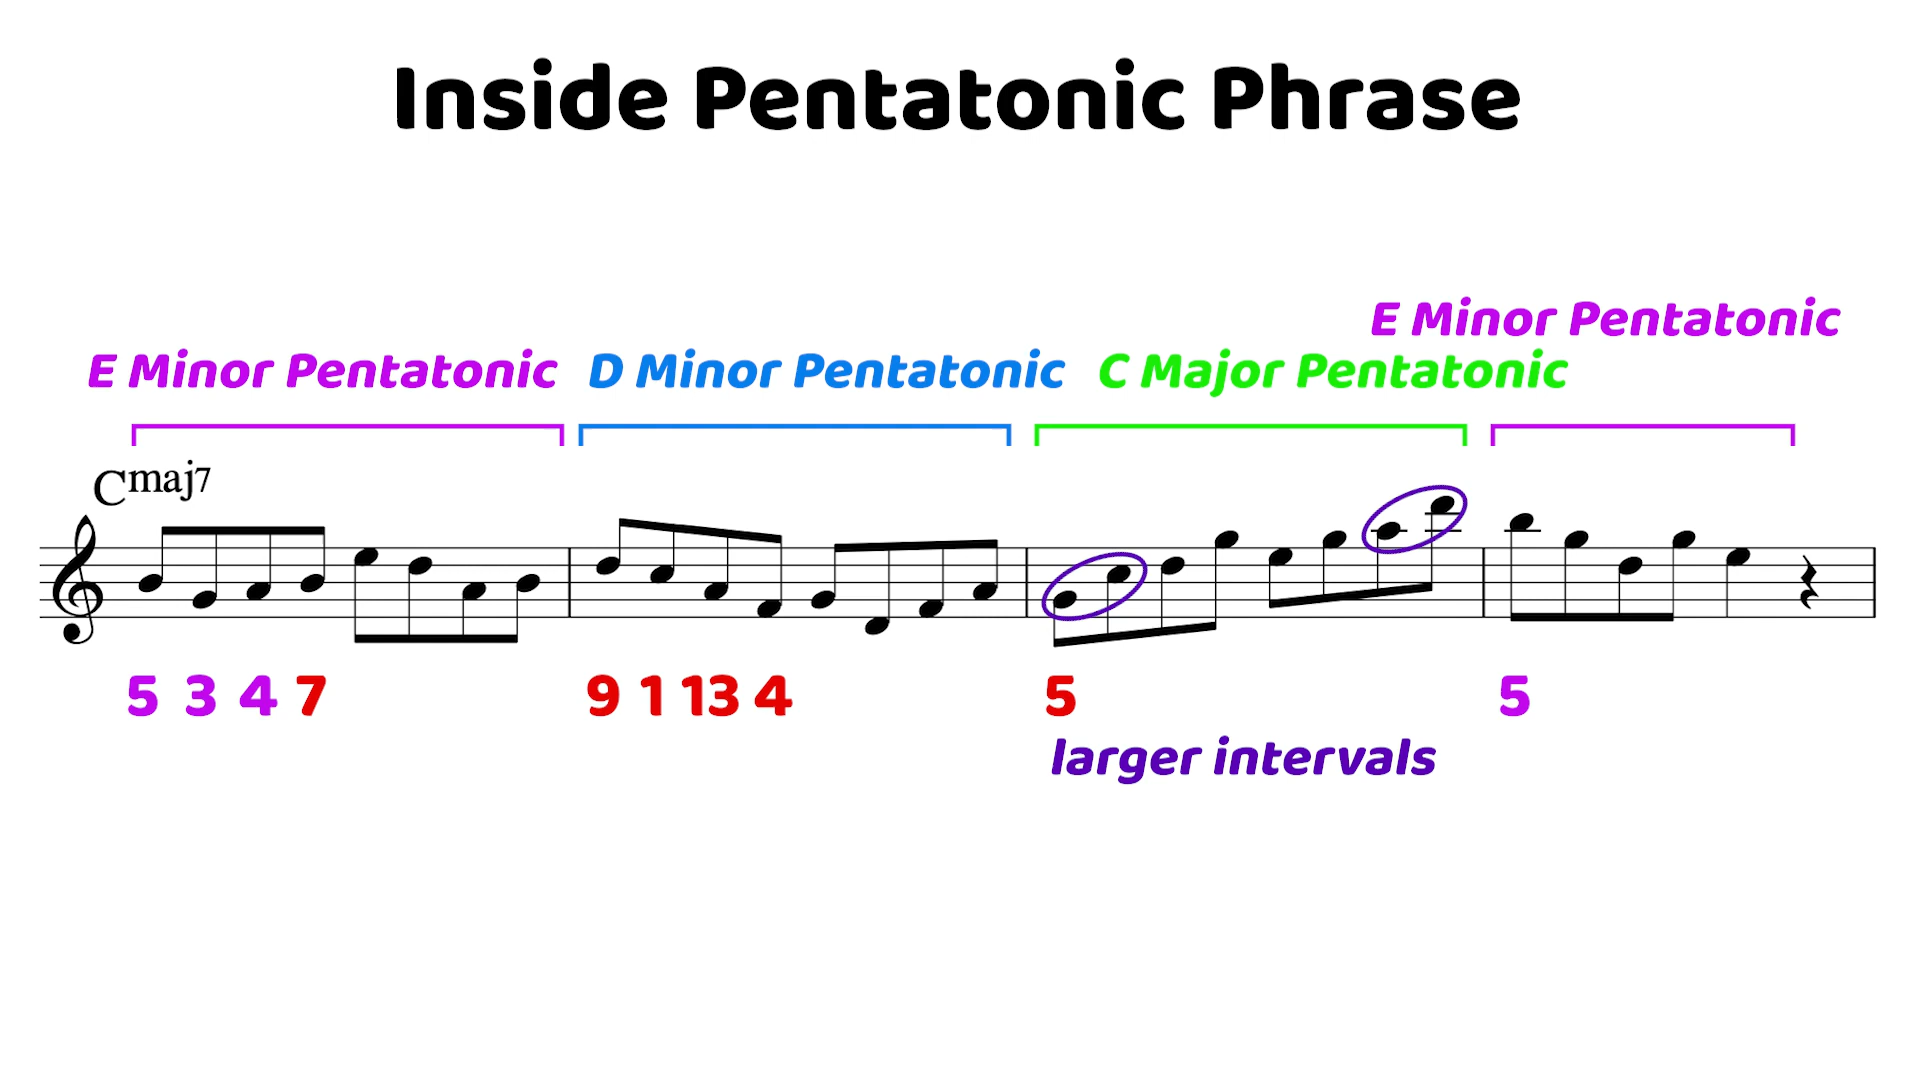 Inside Pentatonic Phrase
E Minor Pentatonic
E Minor Pentatonic D Minor Pentatonic C Major Pentatonic
Cmaj7
5 3 4 7 9 1 13 4 5 5
larger intervals